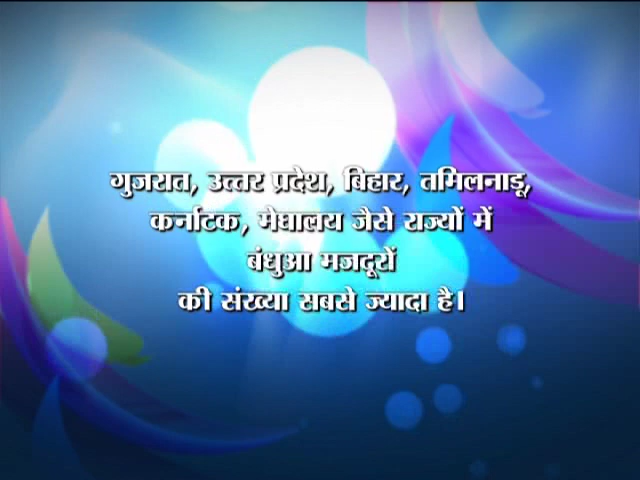 गुजरात, उत्त्तर प्रदेश, बिहार, तमिलनाडू,
कर्नाटक, मेघालय जैसे राज्यों में
बंधुआ मजदूरों
की संख्या सबसे ज्यादा है।